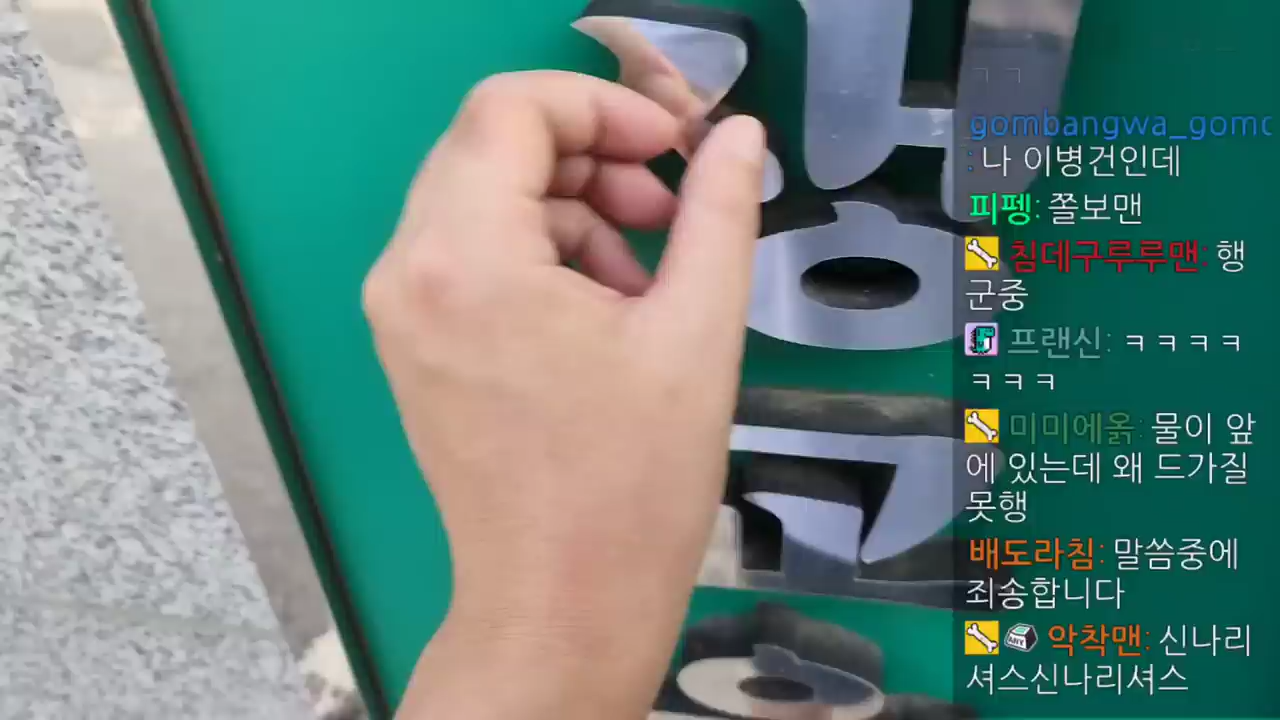 ㅋㅋ
gombangwa_gomc
: 나 이병건인데
피펭: 쫄보맨
침데구루루맨: 행
군중
프랜신: ㅋㅋㅋㅋ
ㅋㅋㅋ
미미에옭: 물이 앞
에 있는데 왜 드가질
못행
배도라침: 말씀중에
죄송합니다
악착맨: 신나리
셔스신나리셔스